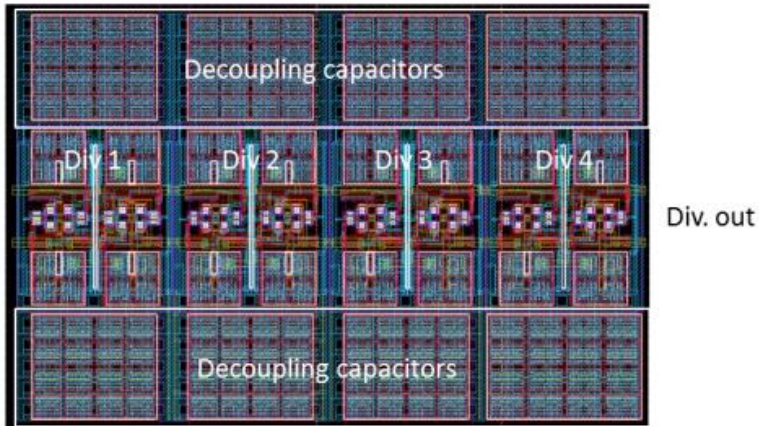 Decoupling capacitors
Div 1 Div 2 Div 3 Div 4
Div. out
Decoupling capacitors